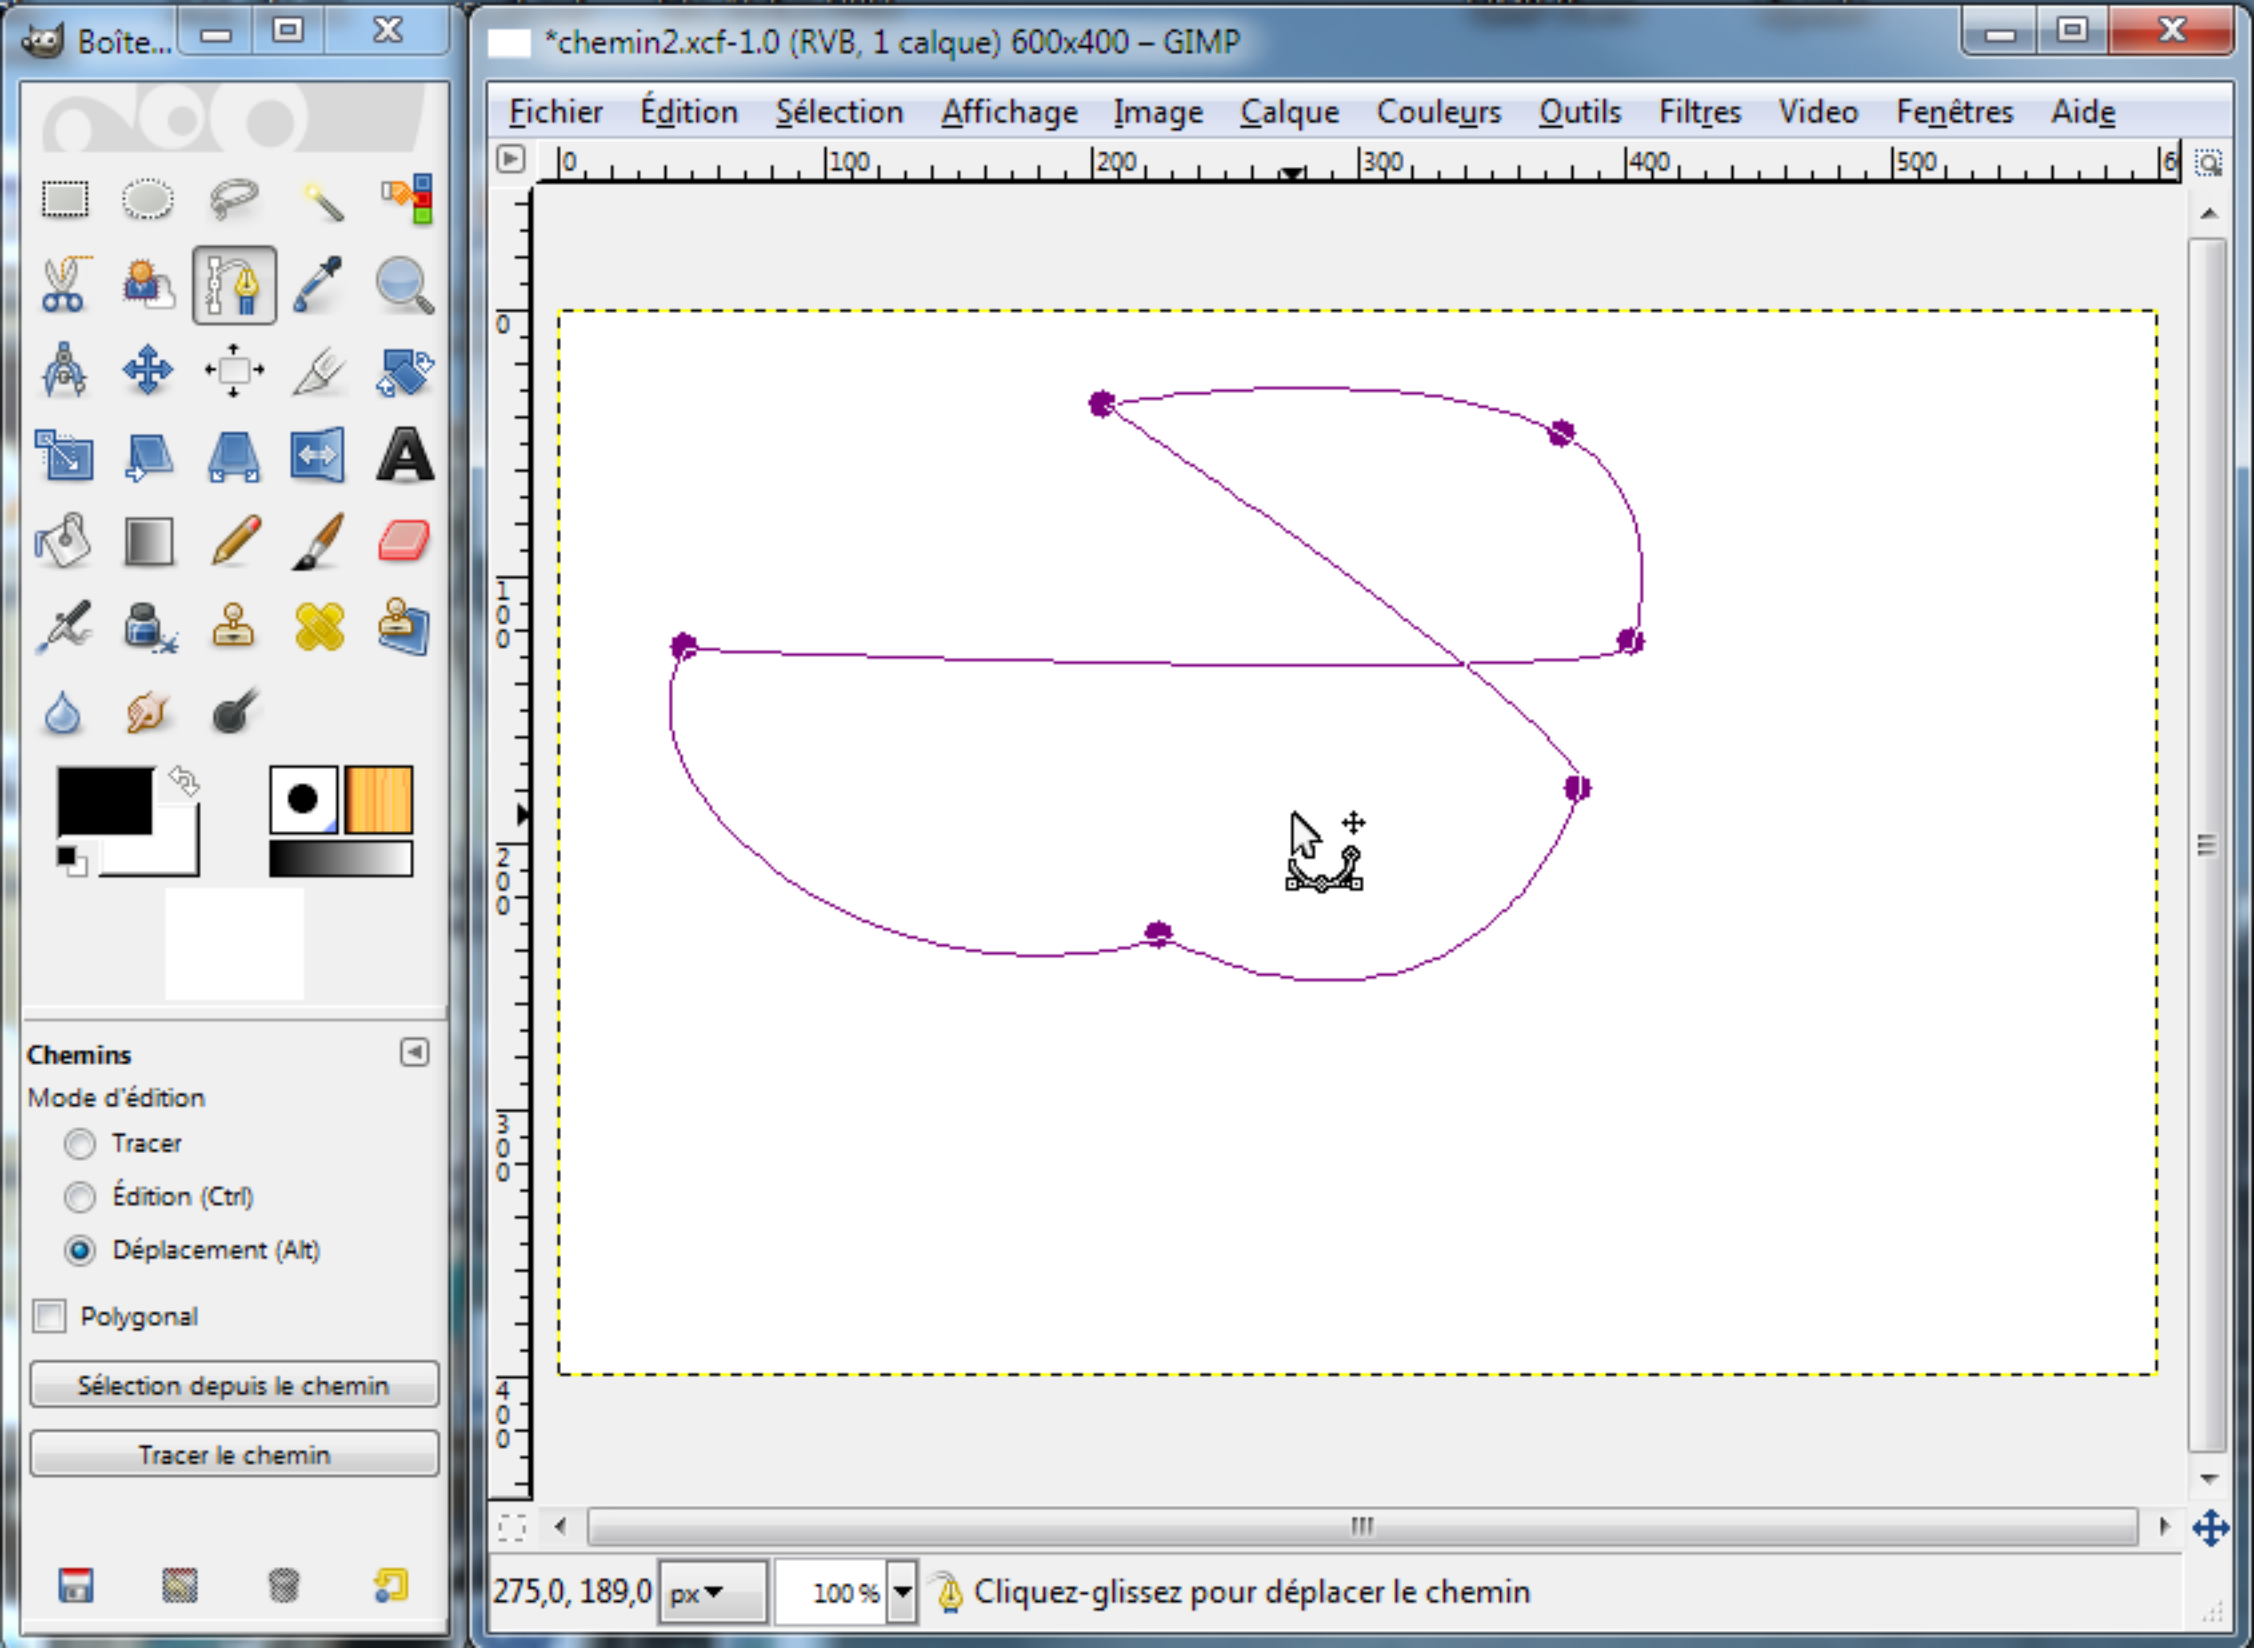 Boîte...
*chemin2.xcf-1.0 (RVB, 1 calque) 600x400 – GIMP
Fichier Édition Sélection Affichage Image Calque Couleurs Outils Filtres Video Fenêtres Aide
0 100 200 300 400 500 6
0
100
200
300
400
Chemins
Mode d'édition
Tracer
Édition (Ctrl)
Déplacement (Alt)
Polygonal
Sélection depuis le chemin
Tracer le chemin
275,0, 189,0 px 100 % Cliquez-glissez pour déplacer le chemin